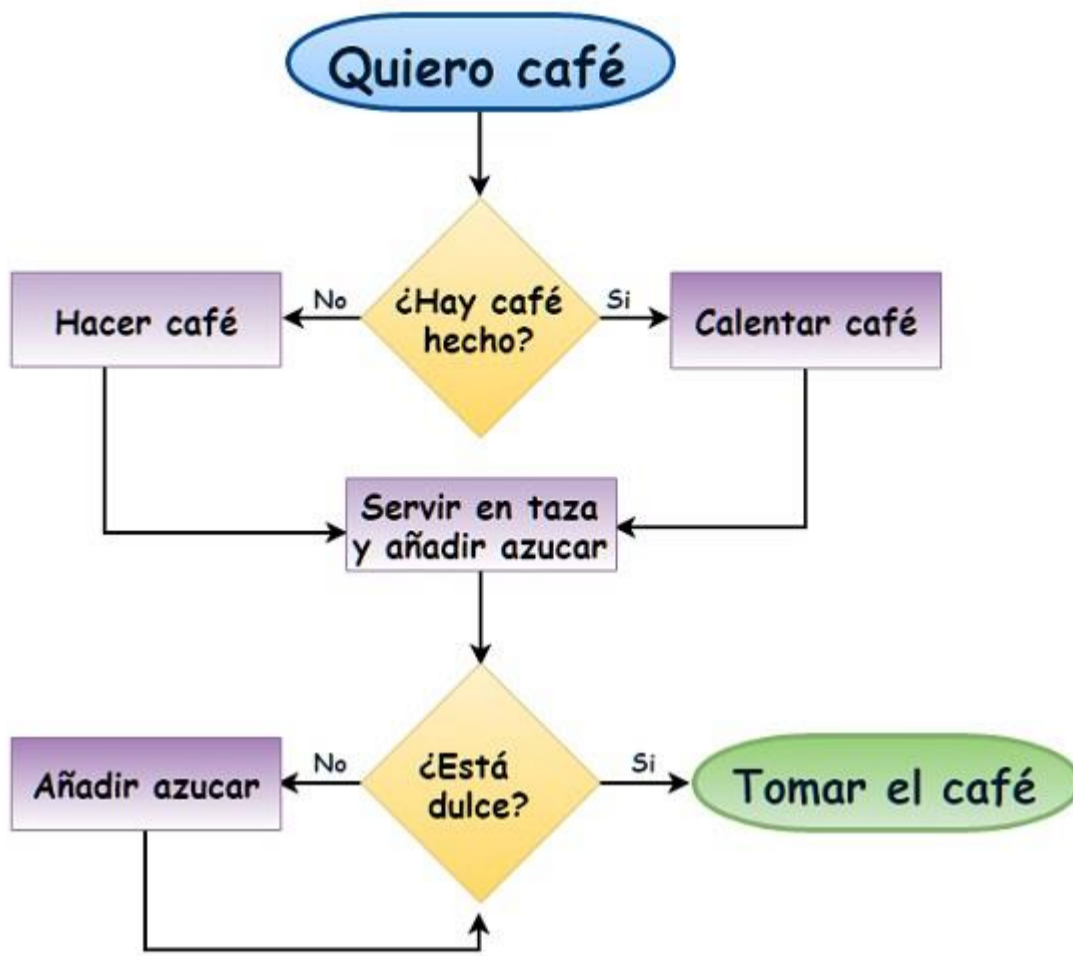 Quiero café
¿Hay café
hecho?
No
Si
Hacer café
Calentar café
Servir en taza
y añadir azucar
¿Está
dulce?
No
Si
Añadir azucar
Tomar el café